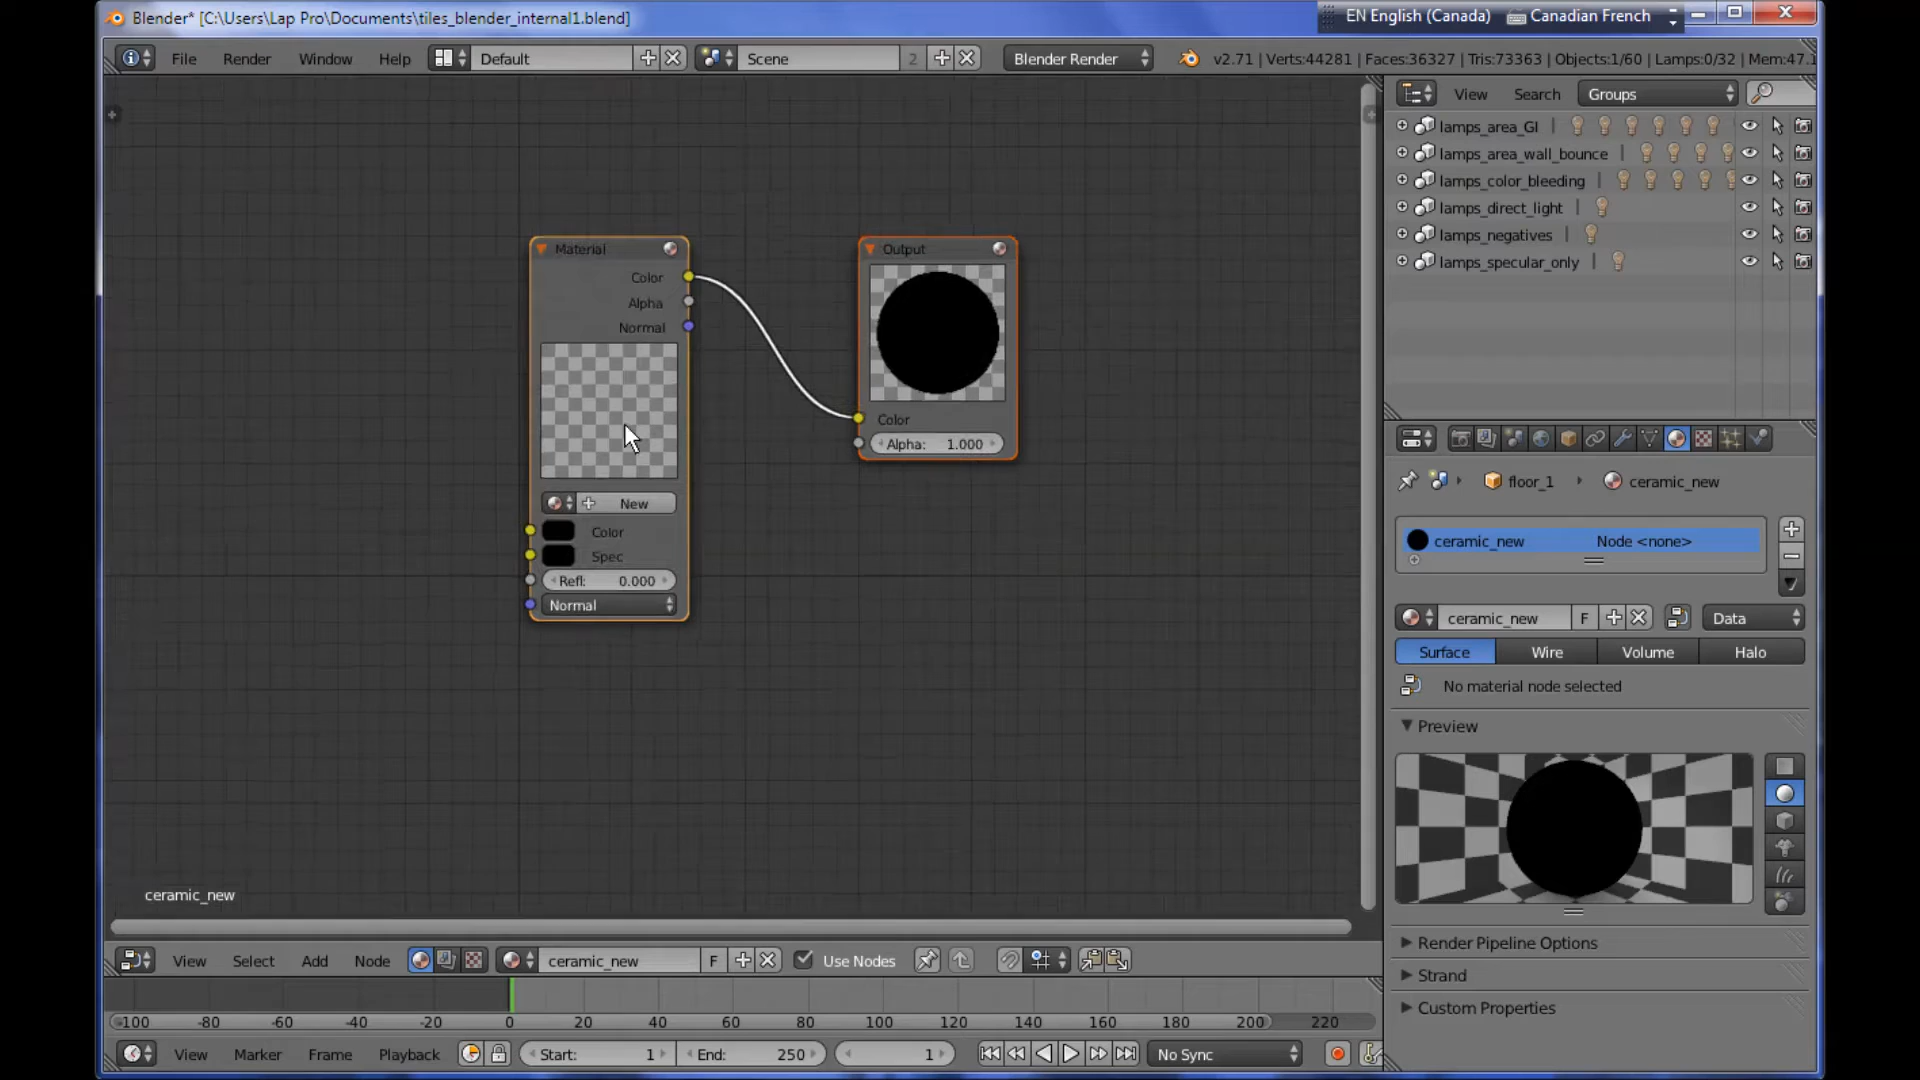 Blender* [C:\Users\Lap Pro\Documents\tiles_blender_internal1.blend]
EN English (Canada) Canadian French
File Render Window Help Default Scene 2 Blender Render v2.71 | Verts:44281 | Faces:36327 | Tris:73363 | Objects:1/60 | Lamps:0/32 | Mem:47.1
View Search Groups
lamps_area_GI
lamps_area_wall_bounce
lamps_color_bleeding
lamps_direct_light
lamps_negatives
lamps_specular_only
Material
Color
Alpha
Normal
New
Color
Spec
Refl: 0.000
Normal
Output
Color
Alpha: 1.000
floor_1 ceramic_new
ceramic_new Node <none>
ceramic_new F Data
Surface Wire Volume Halo
No material node selected
Preview
Render Pipeline Options
Strand
Custom Properties
ceramic_new
View Select Add Node ceramic_new F Use Nodes
-100 -80 -60 -40 -20 0 20 40 60 80 100 120 140 160 180 200 220
View Marker Frame Playback Start: 1 End: 250 1 No Sync